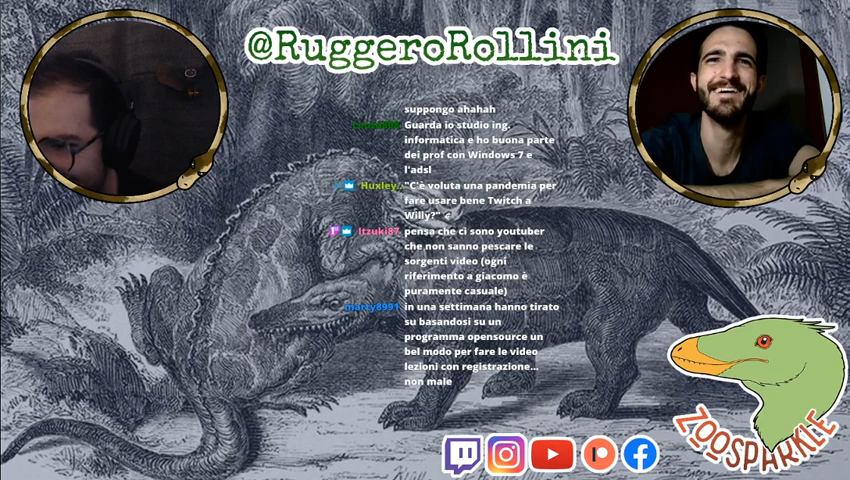 @RuggeroRollini
suppongo ahahah
Guarda io studio ing.
informatica e ho buona parte
dei prof con Windows 7 e
l'adsl
Huxley.. "C'è voluta una pandemia per
fare usare bene Twitch a
Willy?"
Itzuki87 pensa che ci sono youtuber
che non sanno pescare le
sorgenti video (ogni
riferimento a giacomo è
puramente casuale)
marty8991 in una settimana hanno tirato
su basandosi su un
programma opensource un
bel modo per fare le video
lezioni con registrazione...
non male
ZOOSPARKLE